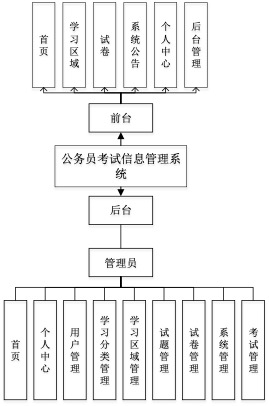 首页
学习区域
试卷
系统公告
个人中心
后台管理
前台
公务员考试信息管理系
统
后台
管理员
首页
个人中心
用户管理
学习分类管理
学习区域管理
试题管理
试卷管理
系统管理
考试管理